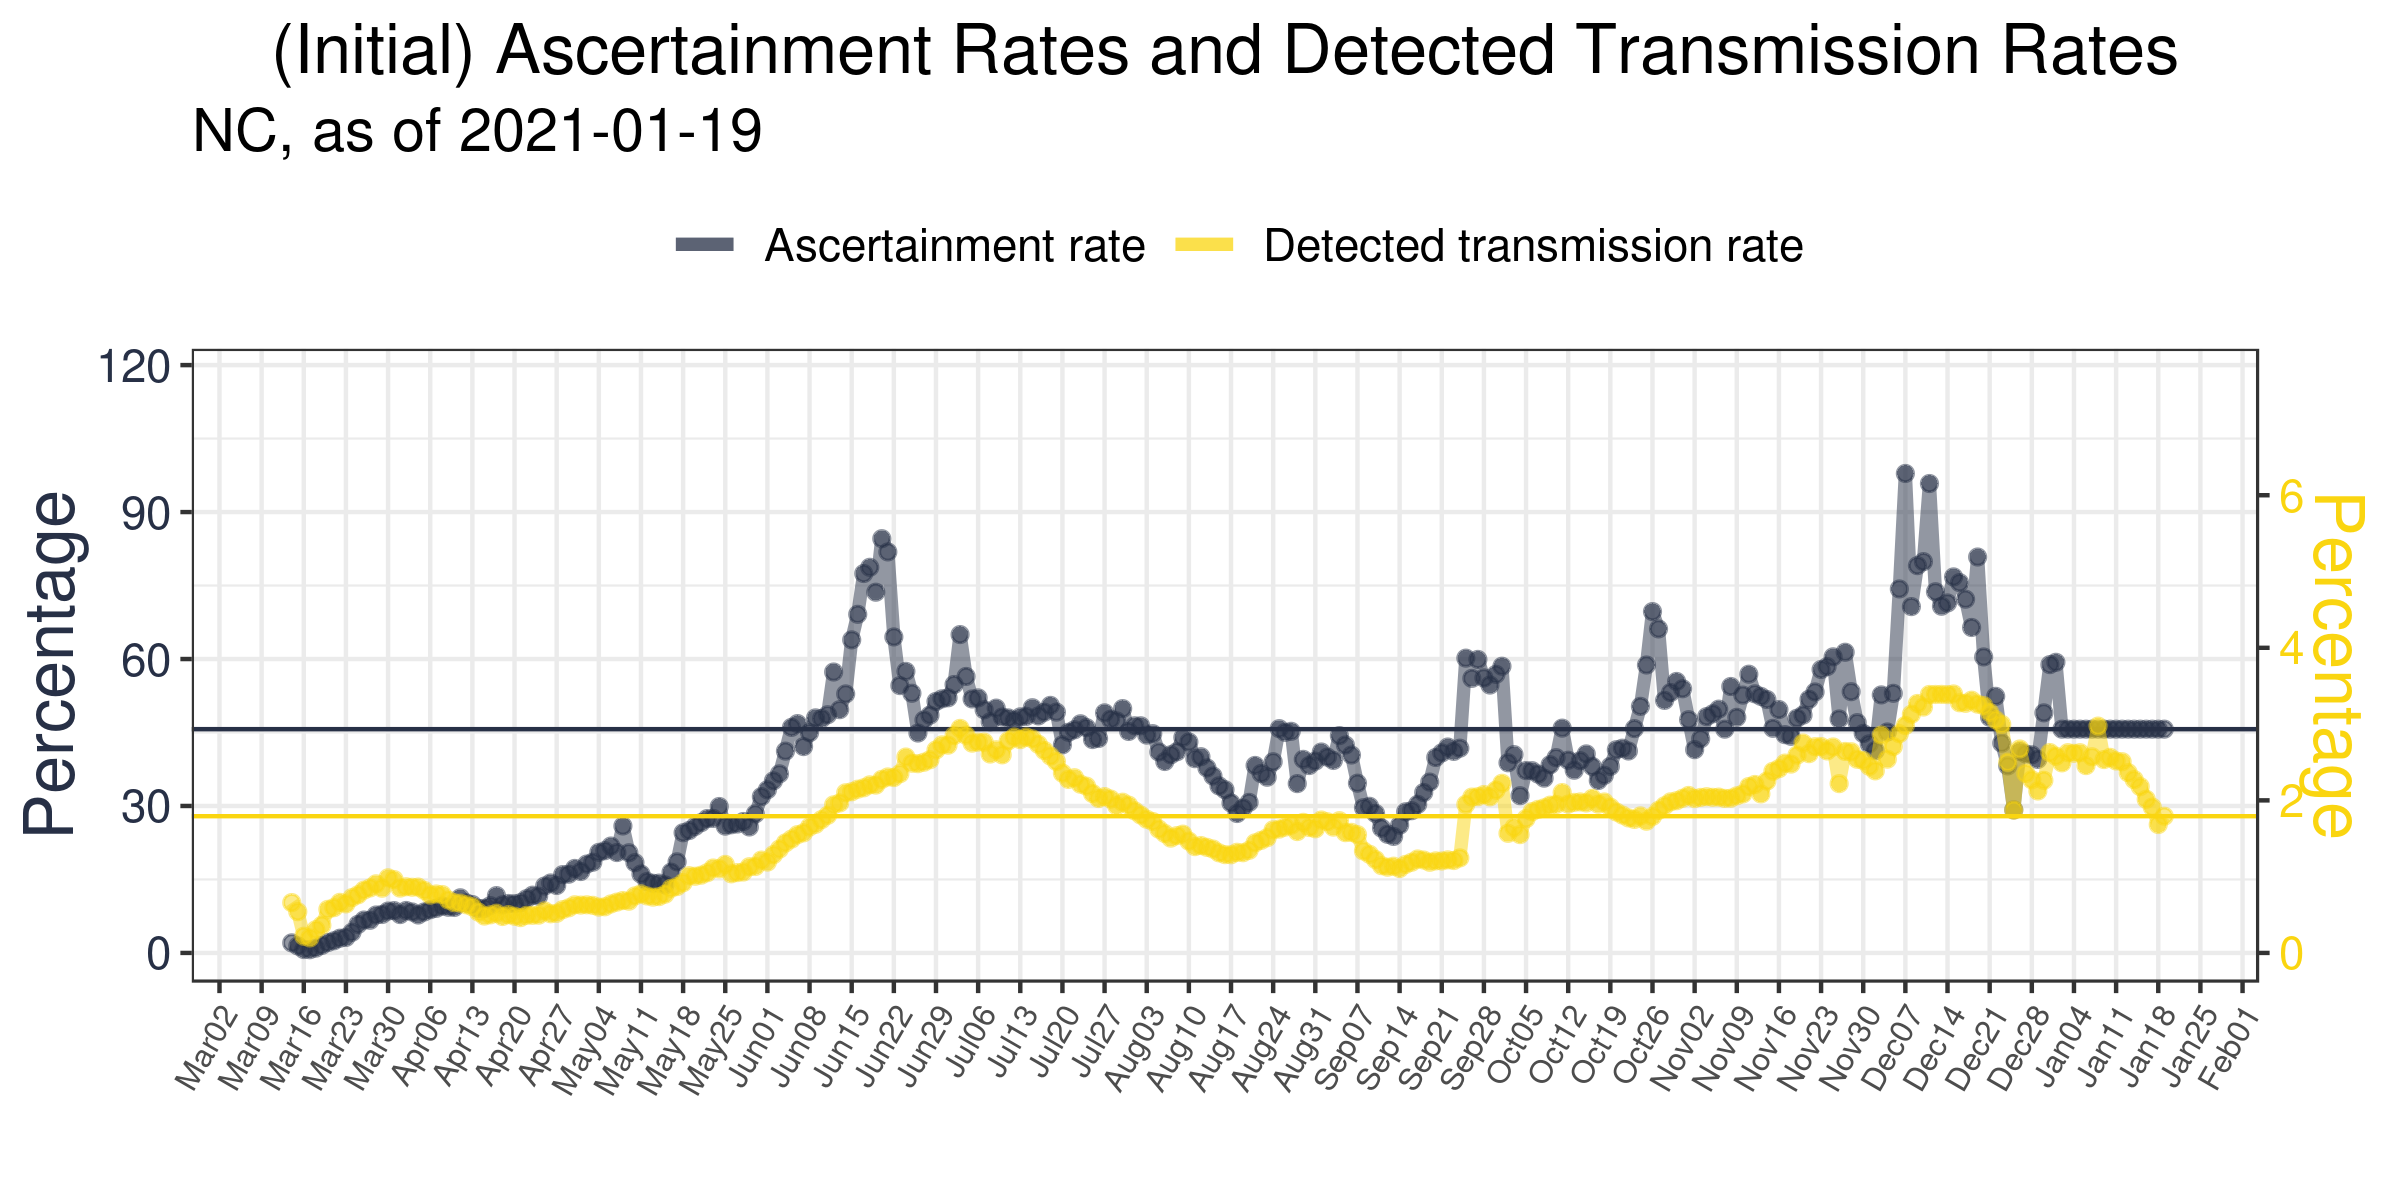 (Initial) Ascertainment Rates and Detected Transmission Rates
NC, as of 2021-01-19
Ascertainment rate
Detected transmission rate
Percentage
120
90
60
30
0
6
4
2
0
Percentage
Mar02
Mar09
Mar16
Mar23
Mar30
Apr06
Apr13
Apr20
Apr27
May04
May11
May18
May25
Jun01
Jun08
Jun15
Jun22
Jun29
Jul06
Jul13
Jul20
Jul27
Aug03
Aug10
Aug17
Aug24
Aug31
Sep07
Sep14
Sep21
Sep28
Oct05
Oct12
Oct19
Oct26
Nov02
Nov09
Nov16
Nov23
Nov30
Dec07
Dec14
Dec21
Dec28
Jan04
Jan11
Jan18
Jan25
Feb01